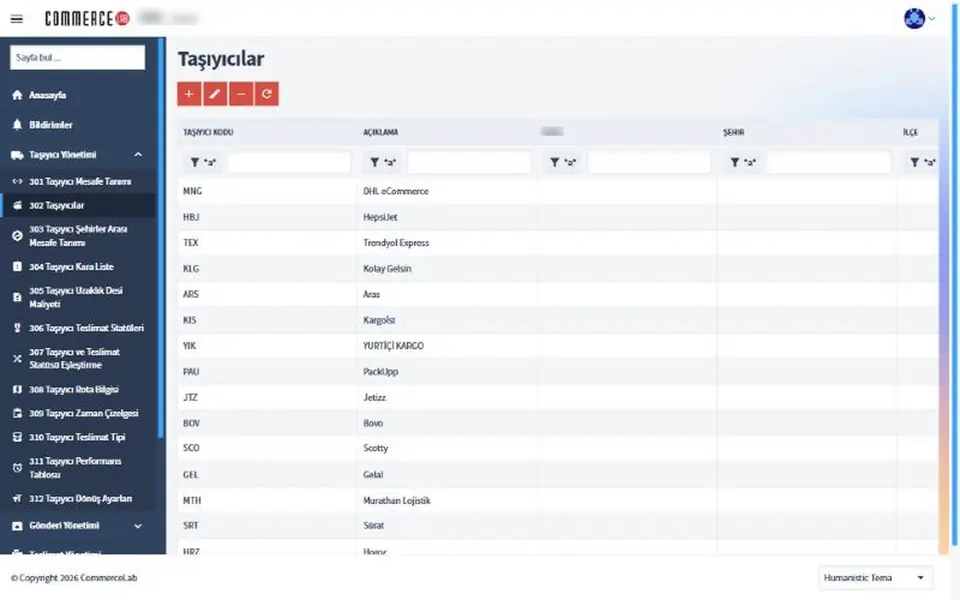 COMMERCE
Sayfa bul ...
Anasayfa
Bildirimler
Taşıyıcı Yönetimi
301 Taşıyıcı Mesafe Tanımı
302 Taşıyıcılar
303 Taşıyıcı Şehirler Arası
Mesafe Tanımı
304 Taşıyıcı Kara Liste
305 Taşıyıcı Uzaklık Desi
Maliyeti
306 Taşıyıcı Teslimat Statüleri
307 Taşıyıcı ve Teslimat
Statüsü Eşleştirme
308 Taşıyıcı Rota Bilgisi
309 Taşıyıcı Zaman Çizelgesi
310 Taşıyıcı Teslimat Tipi
311 Taşıyıcı Performans
Tablosu
312 Taşıyıcı Dönüş Ayarları
Gönderi Yönetimi
Teslimat Yönetimi
Taşıyıcılar
TAŞIYICI KODU AÇIKLAMA ŞEHİR İLÇE
"a" "a" "a" "a" "a"
MNG DHL eCommerce
HBJ HepsiJet
TEX Trendyol Express
KLG Kolay Gelsin
ARS Aras
KIS Kargoist
YIK YURTİÇİ KARGO
PAU PackUpp
JTZ Jetizz
BOV Bovo
SCO Scotty
GEL Gelal
MTH Murathan Lojistik
SRT Sürat
HRZ Horoz
© Copyright 2026 CommerceLab
Humanistic Tema